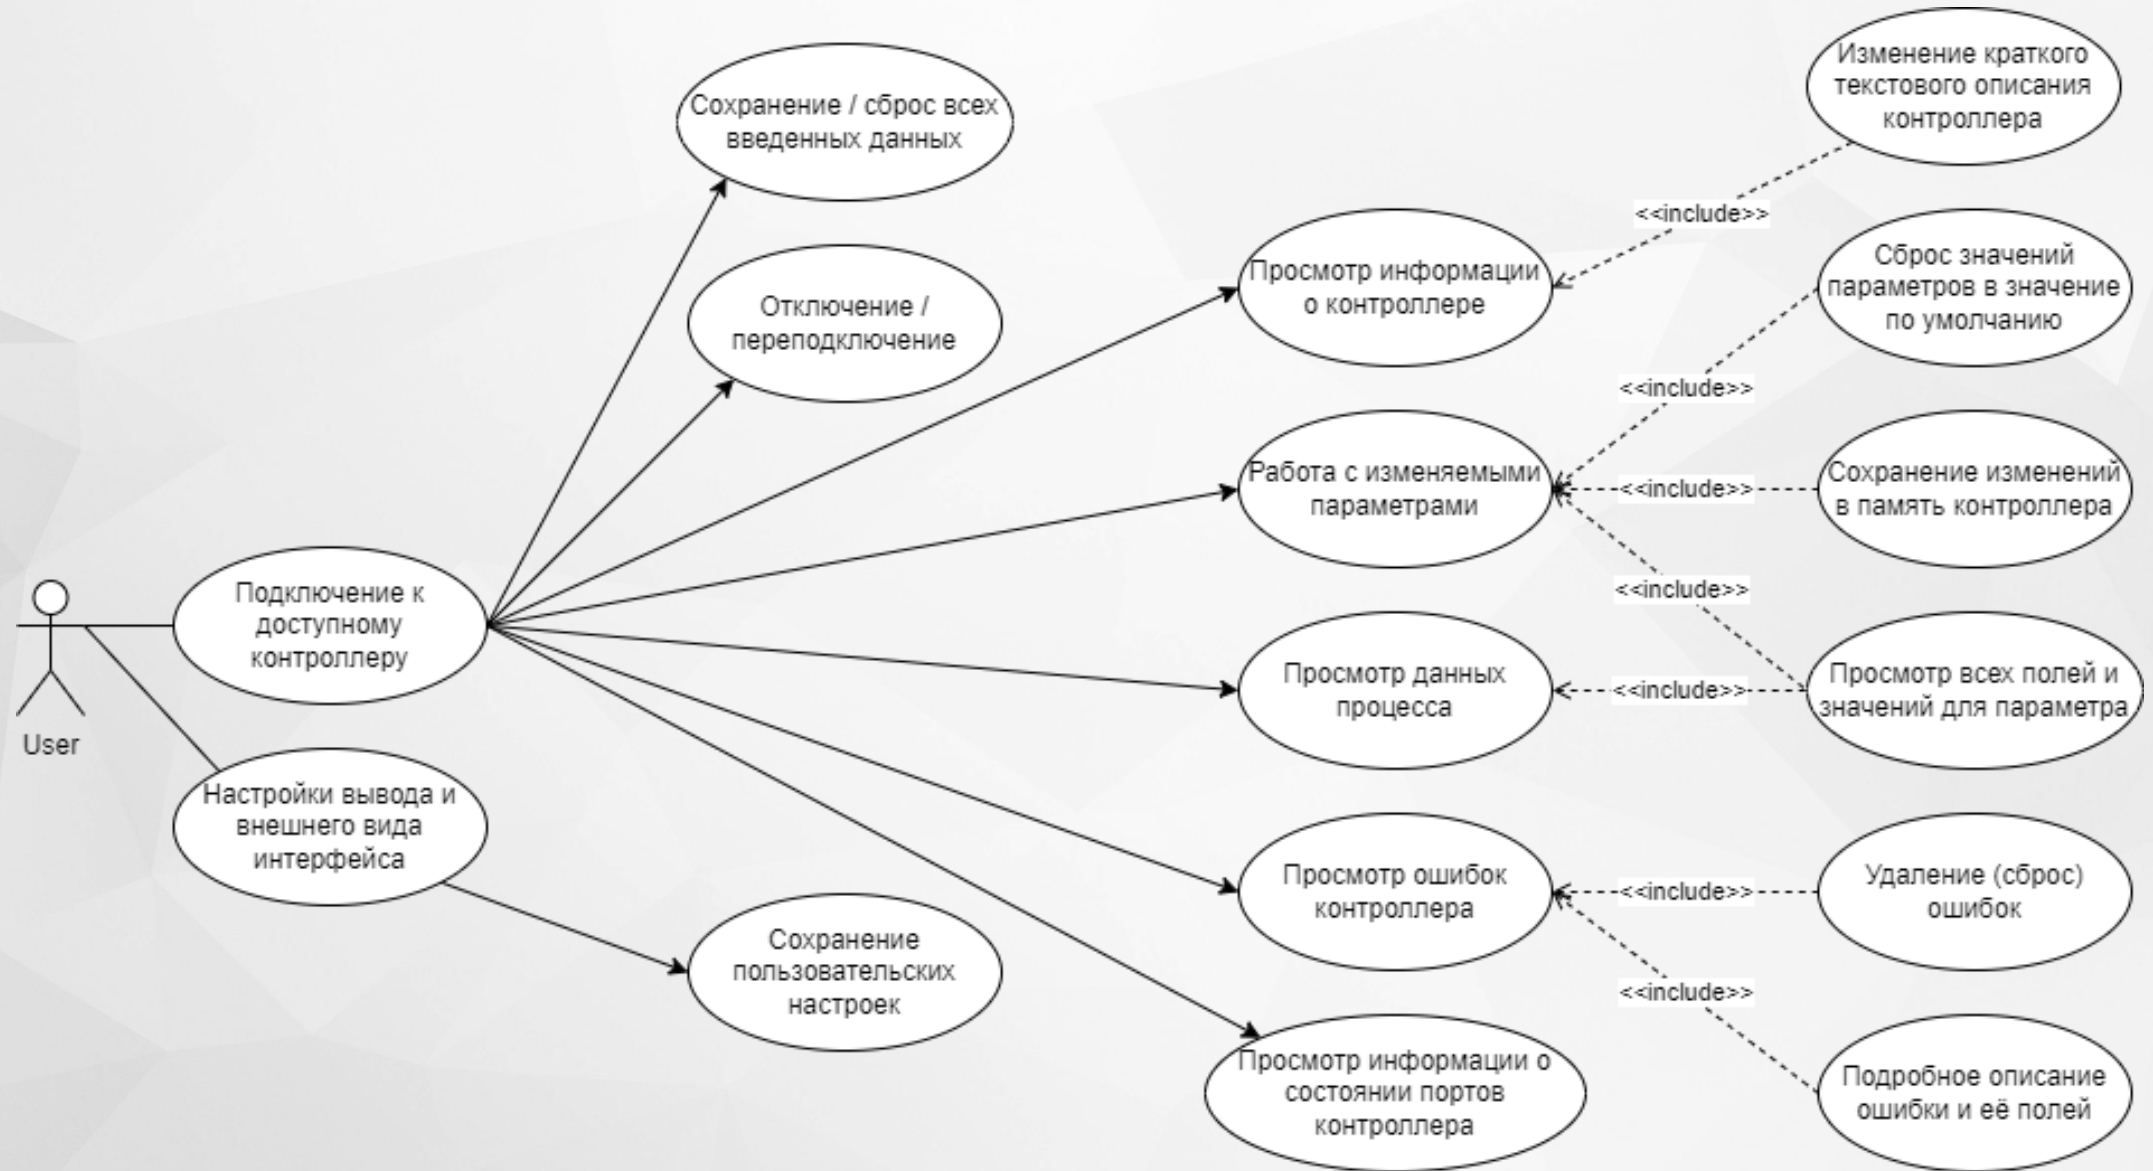 Изменение краткого
текстового описания
контроллера
Сохранение / сброс всех
введенных данных
<<include>>
Просмотр информации
о контроллере
Сброс значений
параметров в значение
по умолчанию
Отключение /
переподключение
<<include>>
Работа с изменяемыми
параметрами
<<include>>
Сохранение изменений
в память контроллера
<<include>>
Подключение к
доступному
контроллеру
User
Просмотр данных
процесса
<<include>>
Просмотр всех полей и
значений для параметра
Настройки вывода и
внешнего вида
интерфейса
Просмотр ошибок
контроллера
<<include>>
Удаление (сброс)
ошибок
Сохранение
пользовательских
настроек
<<include>>
Просмотр информации о
состоянии портов
контроллера
Подробное описание
ошибки и её полей